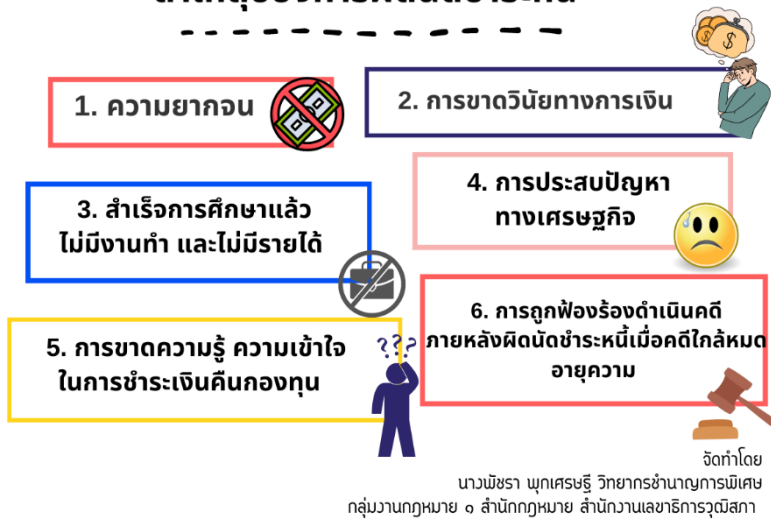 1. ความยากจน
2. การขาดวินัยทางการเงิน
3. สำเร็จการศึกษาแล้ว
ไม่มีงานทำ และไม่มีรายได้
4. การประสบปัญหา
ทางเศรษฐกิจ
5. การขาดความรู้ ความเข้าใจ
ในการชำระเงินคืนกองทุน
???
6. การถูกฟ้องร้องดำเนินคดี
ภายหลังผิดนัดชำระหนี้เมื่อคดีใกล้หมด
อายุความ
จัดทำโดย
นางพัชรา พุกเศรษฐี วิทยากรชำนาญการพิเศษ
กลุ่มงานกฎหมาย ๑ สำนักกฎหมาย สำนักงานเลขาธิการวุฒิสภา